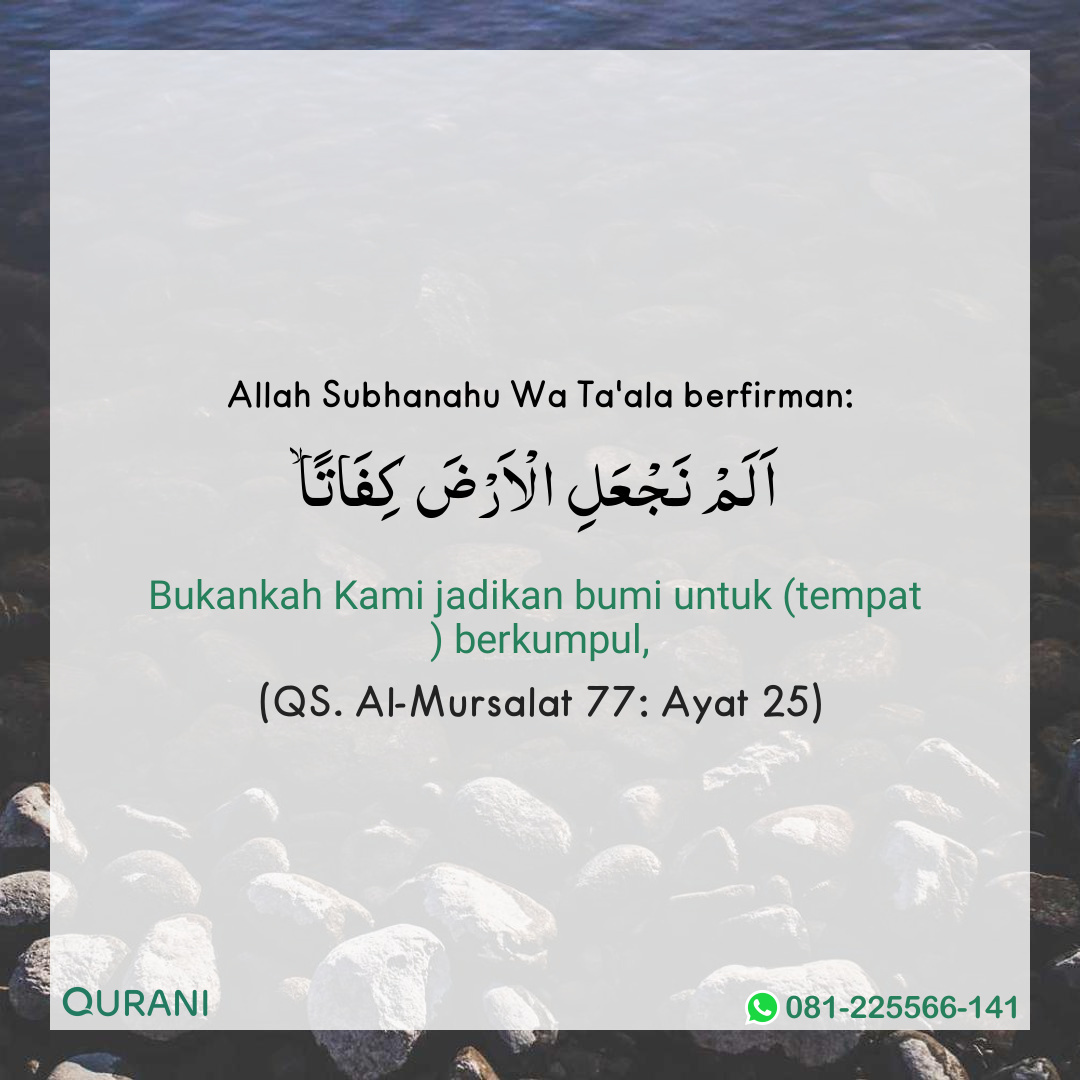 Allah Subhanahu Wa Ta'ala berfirman:
اَلَمْ نَجْعَلِ الْاَرْضَ كِفَاتًاۙ
Bukankah Kami jadikan bumi untuk (tempat
) berkumpul,
(QS. Al-Mursalat 77: Ayat 25)
QURANI
081-225566-141